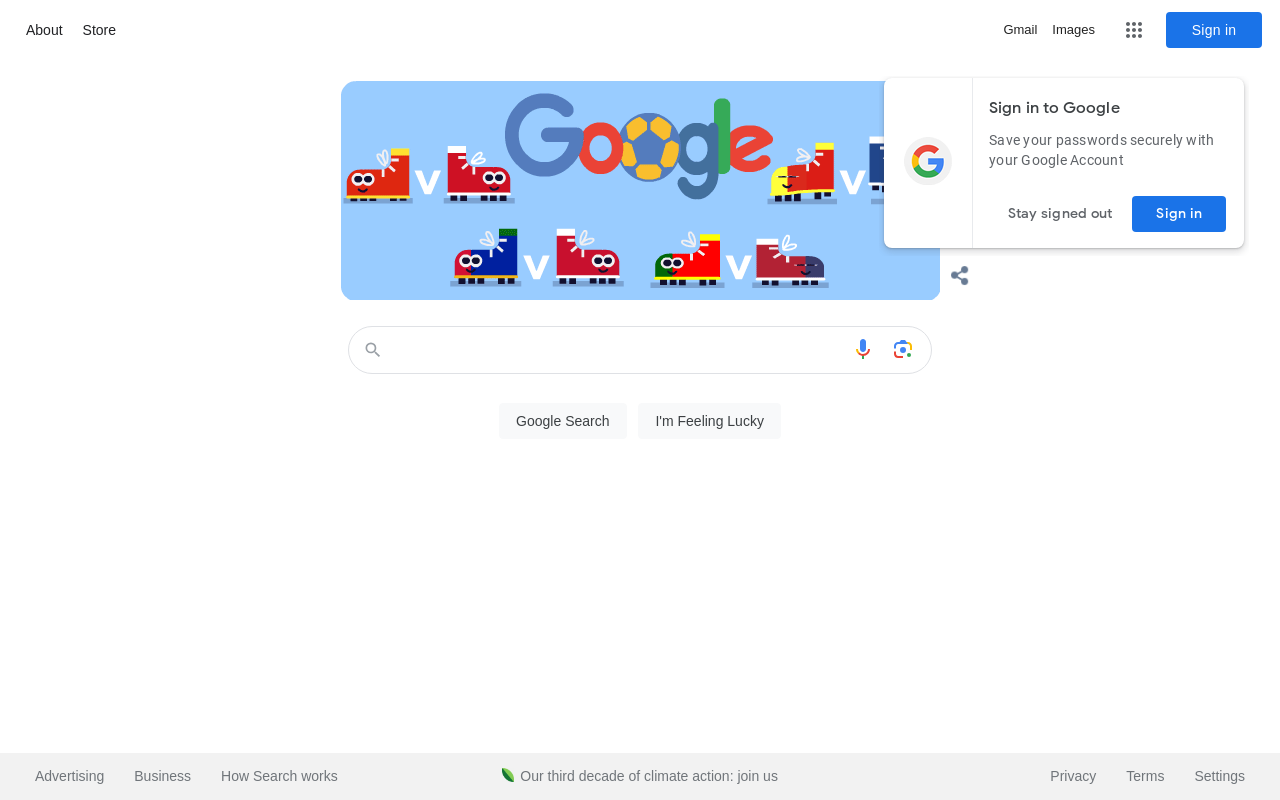 About
Store
Gmail
Images
Sign in
Google
v
v
v
v
Sign in to Google
Save your passwords securely with
your Google Account
Stay signed out
Sign in
Google Search
I'm Feeling Lucky
Advertising
Business
How Search works
Our third decade of climate action: join us
Privacy
Terms
Settings